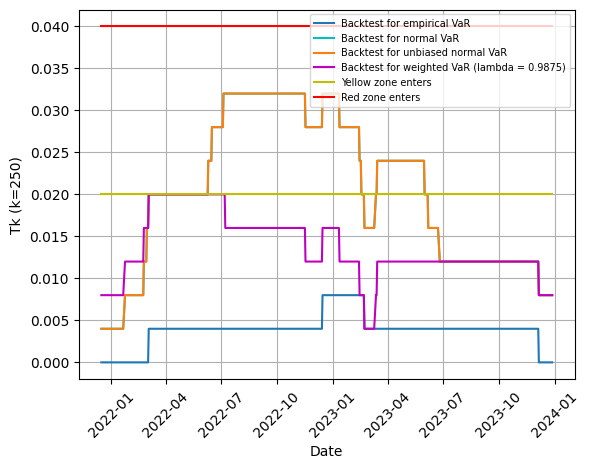 Backtest for empirical VaR
Backtest for normal VaR
Backtest for unbiased normal VaR
Backtest for weighted VaR (lambda = 0.9875)
Yellow zone enters
Red zone enters
Tk (k=250)
0.040
0.035
0.030
0.025
0.020
0.015
0.010
0.005
0.000
2022-01
2022-04
2022-07
2022-10
2023-01
2023-04
2023-07
2023-10
2024-01
Date